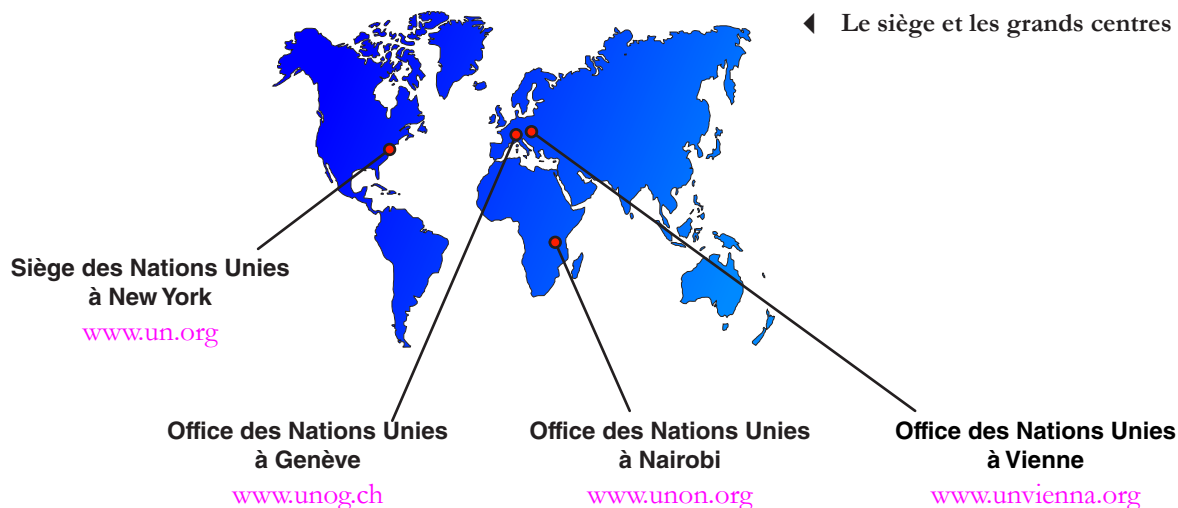 Le siège et les grands centres
Siège des Nations Unies
à New York
www.un.org
Office des Nations Unies
à Genève
www.unog.ch
Office des Nations Unies
à Nairobi
www.unon.org
Office des Nations Unies
à Vienne
www.unvienna.org